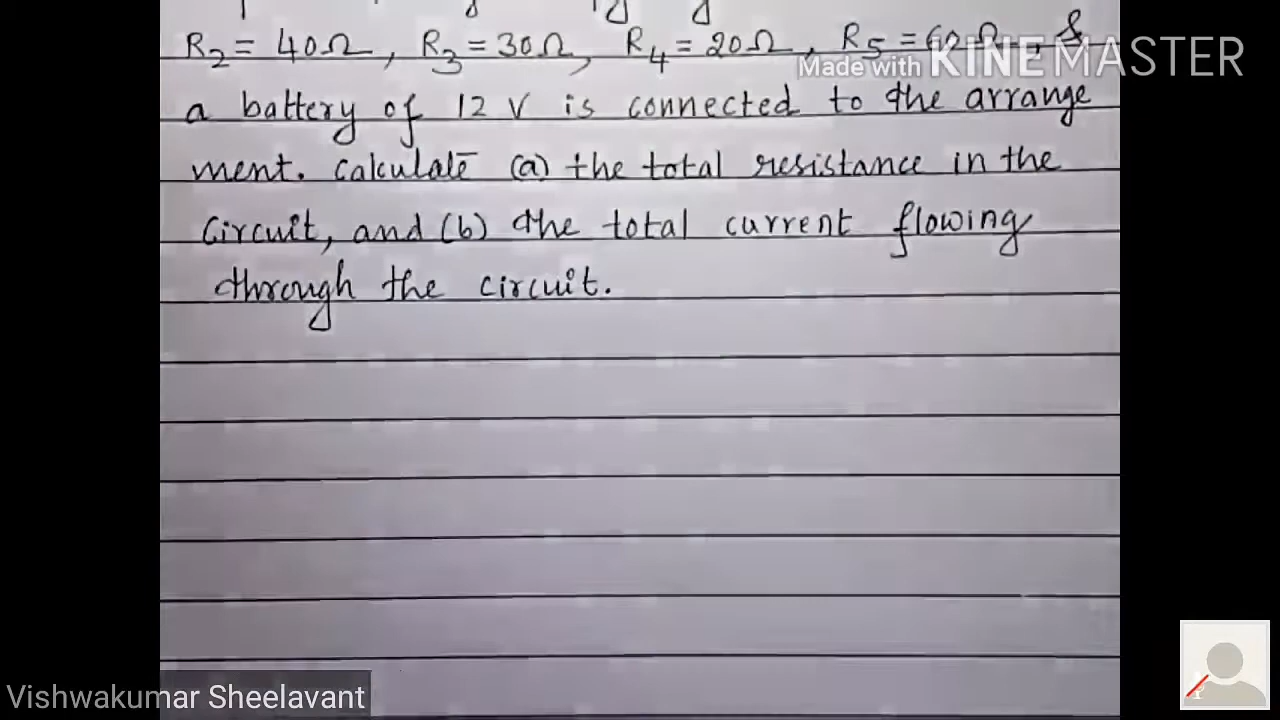 R2 = 40Ω, R3 = 30Ω, R4 = 20Ω, R5 = 60Ω, &
Made with KINEMASTER
a battery of 12 V is connected to the arrange
ment. Calculate (a) the total resistance in the
circuit, and (b) the total current flowing
through the circuit.
Vishwakumar Sheelavant